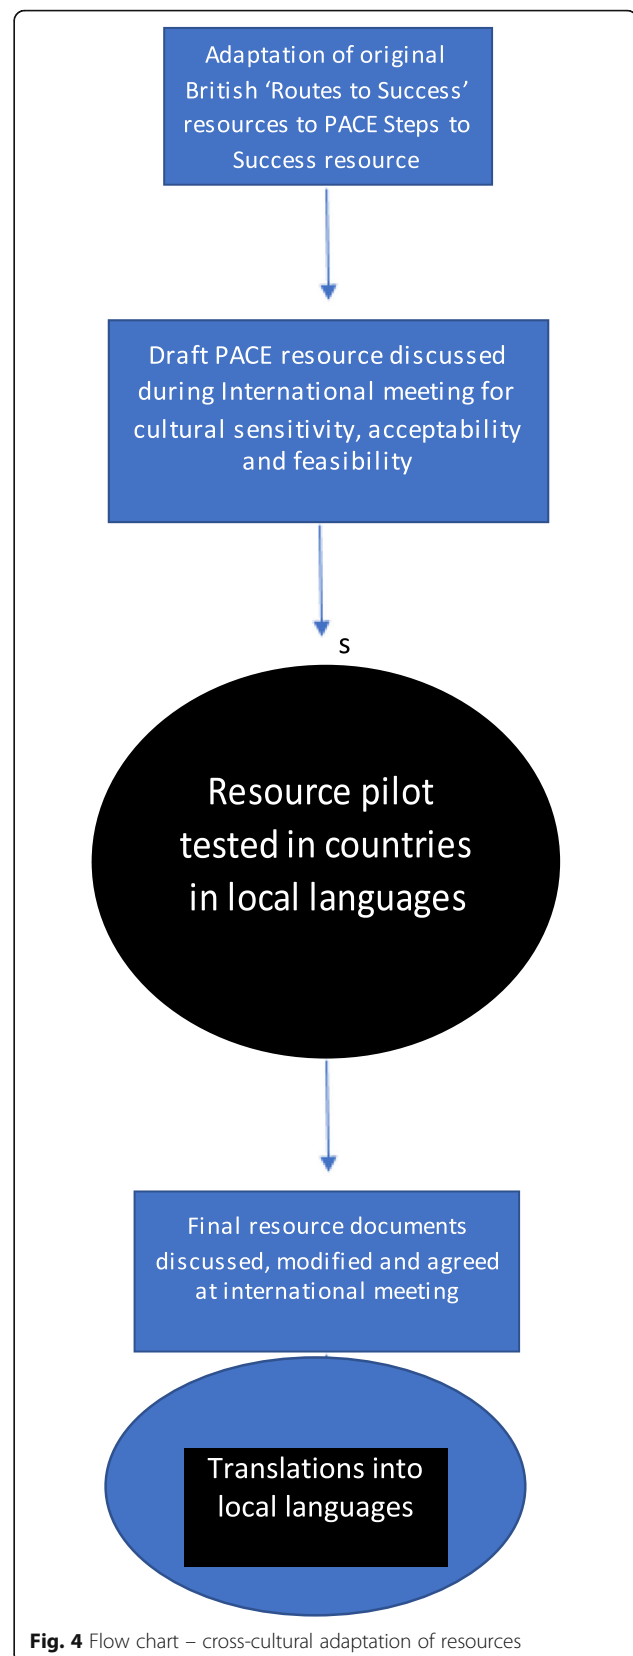 Adaptation of original
British ‘Routes to Success’
resources to PACE Steps to
Success resource
Draft PACE resource discussed
during International meeting for
cultural sensitivity, acceptability
and feasibility
s
Resource pilot
tested in countries
in local languages
Final resource documents
discussed, modified and agreed
at international meeting
Translations into
local languages
Fig. 4 Flow chart – cross-cultural adaptation of resources